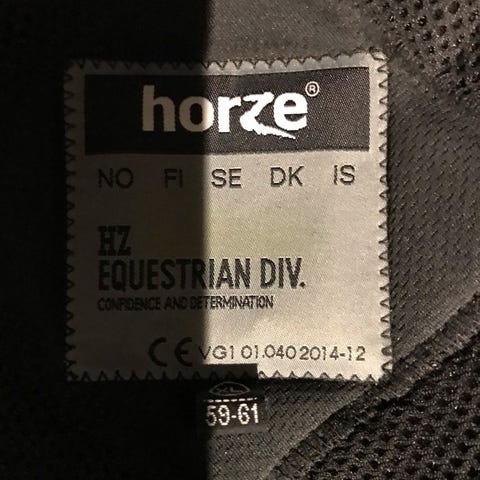 horze®
NO FI SE DK IS
HZ
EQUESTRIAN DIV.
CONFIDENCE AND DETERMINATION
CE VG1 01.040 2014-12
59-61